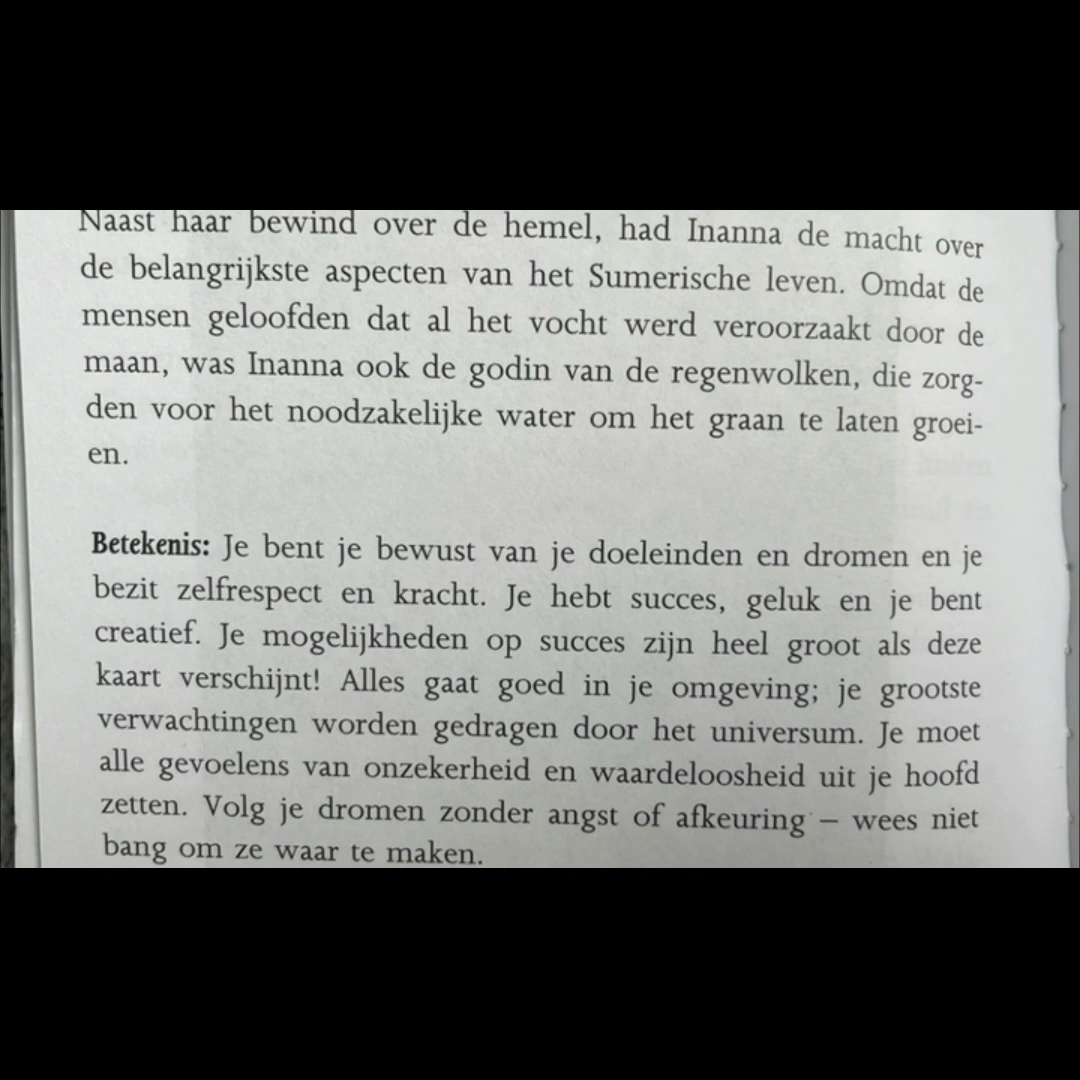 Naast haar bewind over de hemel, had Inanna de macht over
de belangrijkste aspecten van het Sumerische leven. Omdat de
mensen geloofden dat al het vocht werd veroorzaakt door de
maan, was Inanna ook de godin van de regenwolken, die zorg-
den voor het noodzakelijke water om het graan te laten groei-
en.
Betekenis: Je bent je bewust van je doeleinden en dromen en je
bezit zelfrespect en kracht. Je hebt succes, geluk en je bent
creatief. Je mogelijkheden op succes zijn heel groot als deze
kaart verschijnt! Alles gaat goed in je omgeving; je grootste
verwachtingen worden gedragen door het universum. Je moet
alle gevoelens van onzekerheid en waardeloosheid uit je hoofd
zetten. Volg je dromen zonder angst of afkeuring – wees niet
bang om ze waar te maken.